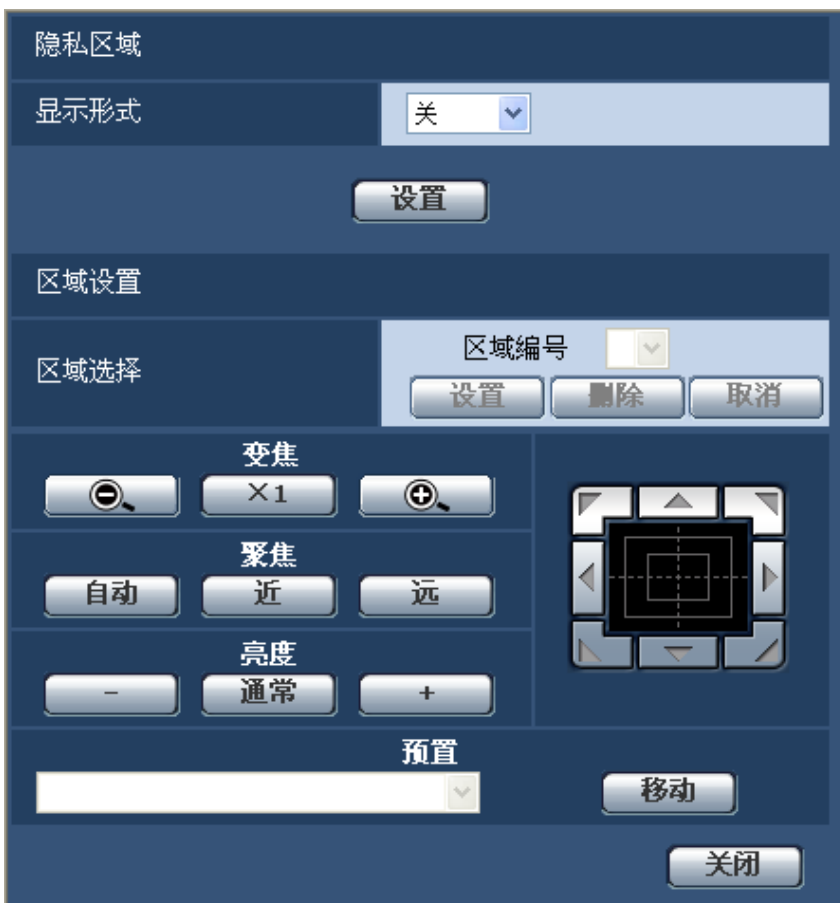 隐私区域
显示形式 关
设置
区域设置
区域选择
区域编号
设置 删除 取消
变焦
×1
聚焦
自动 近 远
亮度
- 通常 +
预置
移动
关闭